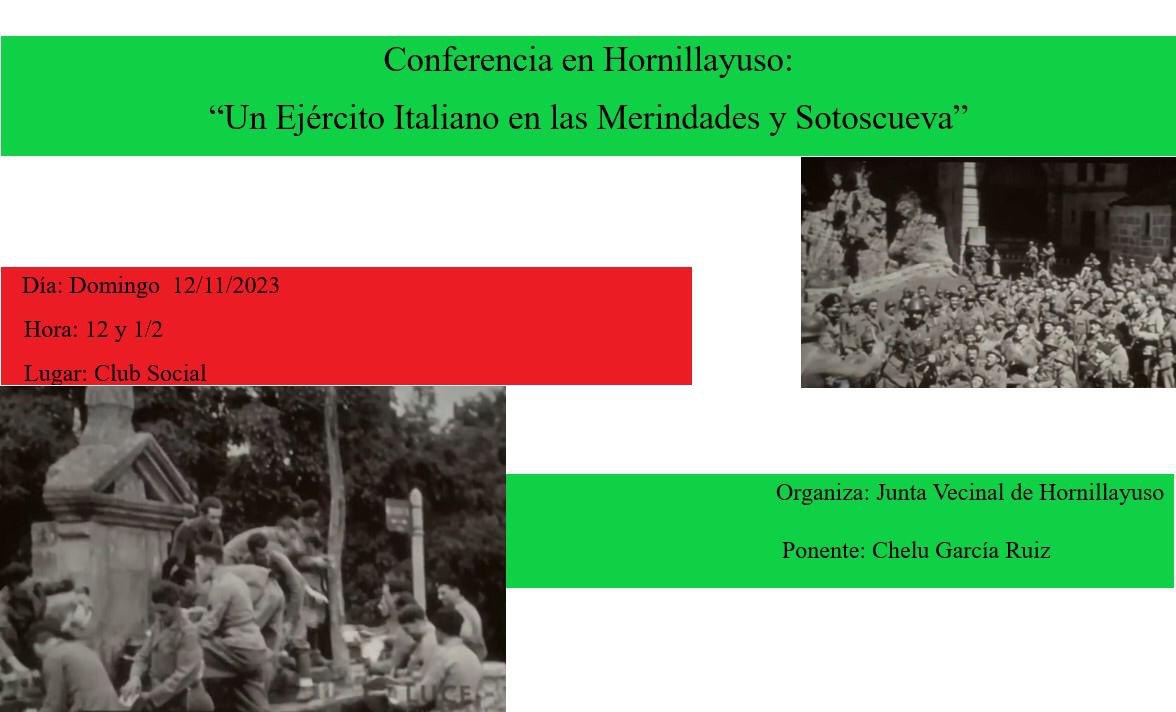 Conferencia en Hornillayuso:
“Un Ejército Italiano en las Merindades y Sotoscueva”
Día: Domingo  12/11/2023
Hora: 12 y 1/2
Lugar: Club Social
Organiza: Junta Vecinal de Hornillayuso
Ponente: Chelu García Ruiz
LUCE